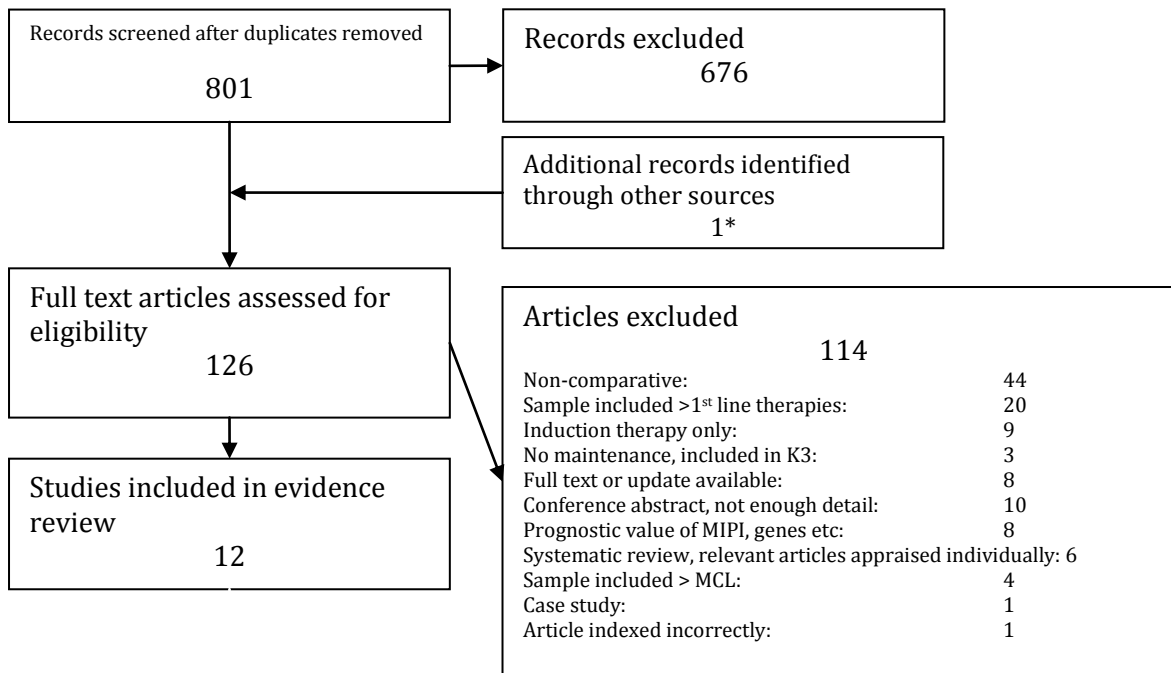 Records screened after duplicates removed
801
Records excluded
676
Additional records identified
through other sources
1*
Full text articles assessed for
eligibility
126
Articles excluded
114
Non-comparative: 44
Sample included >1st line therapies: 20
Induction therapy only: 9
No maintenance, included in K3: 3
Full text or update available: 8
Conference abstract, not enough detail: 10
Prognostic value of MIPI, genes etc: 8
Systematic review, relevant articles appraised individually: 6
Sample included > MCL: 4
Case study: 1
Article indexed incorrectly: 1
Studies included in evidence
review
12